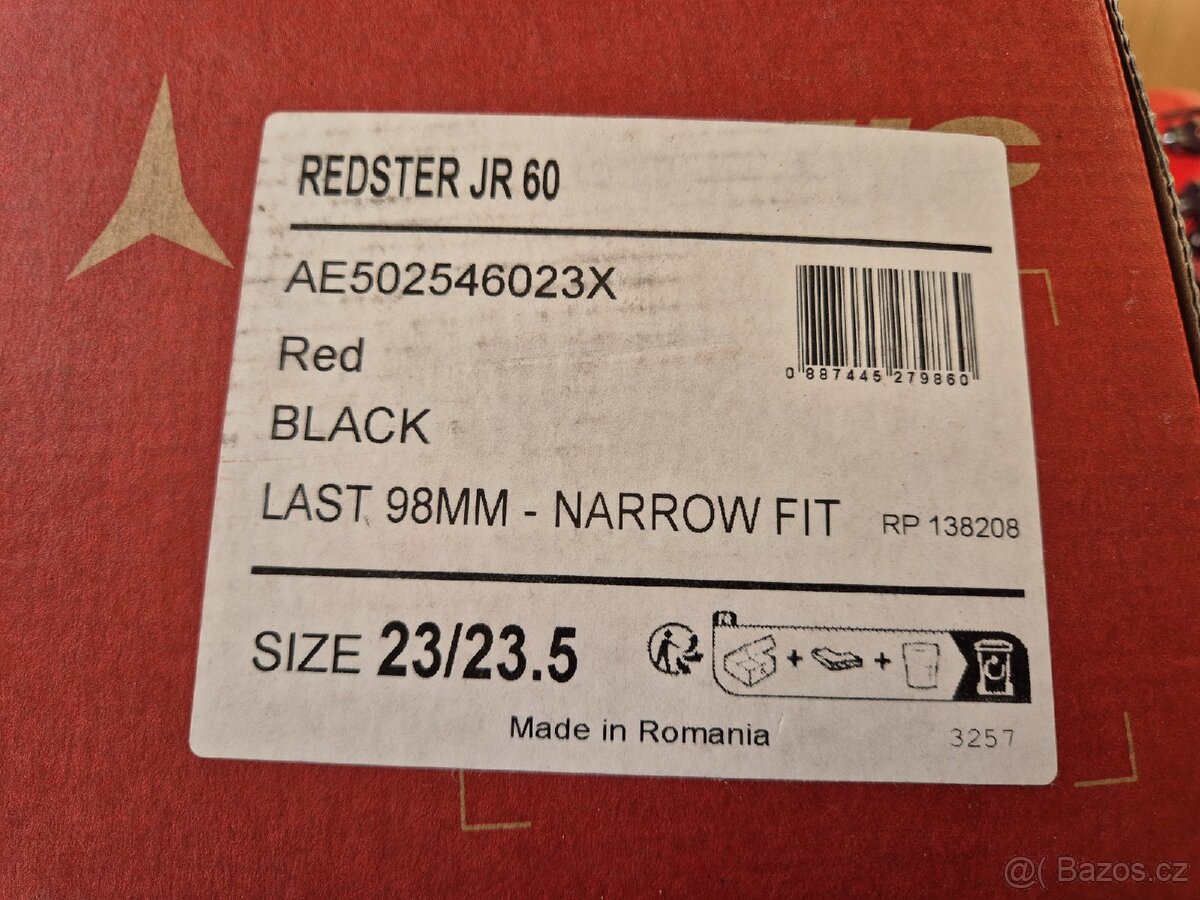 REDSTER JR 60
AE502546023X
Red
0 887445 279860
BLACK
LAST 98MM - NARROW FIT
RP 138208
SIZE 23/23.5
FR
Made in Romania
3257
@( Bazos.cz